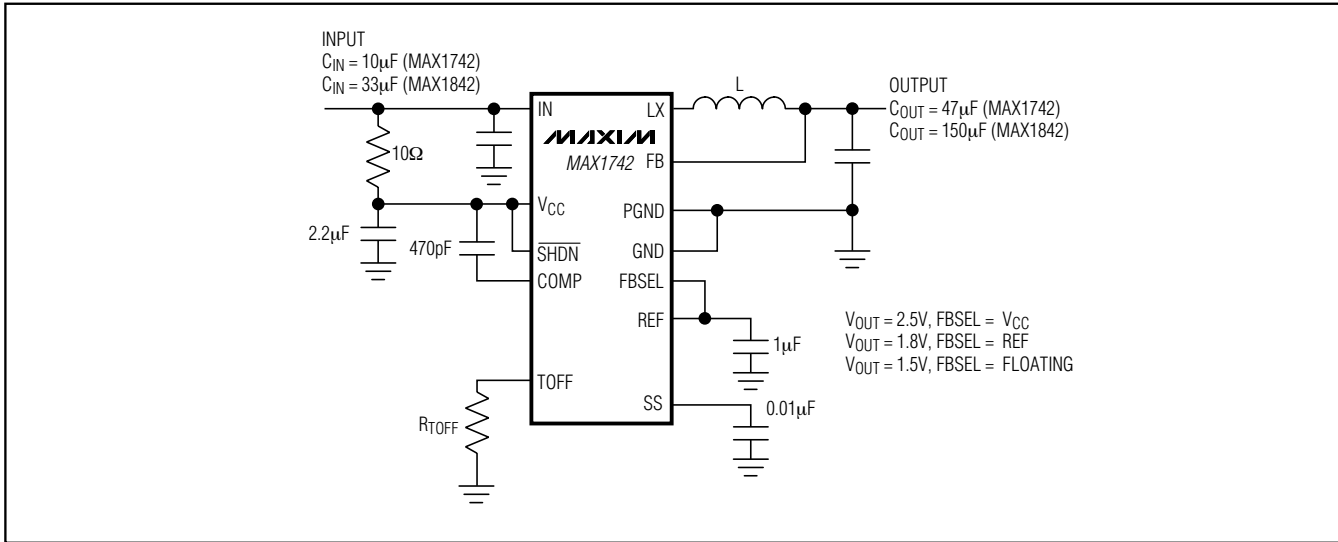 INPUT
C_IN = 10μF (MAX1742)
C_IN = 33μF (MAX1842)
10Ω
2.2μF
470pF
IN
V_CC
SHDN
COMP
TOFF
R_TOFF
MAXIM
MAX1742
LX
FB
PGND
GND
FBSEL
REF
SS
L
OUTPUT
C_OUT = 47μF (MAX1742)
C_OUT = 150μF (MAX1842)
1μF
0.01μF
V_OUT = 2.5V, FBSEL = V_CC
V_OUT = 1.8V, FBSEL = REF
V_OUT = 1.5V, FBSEL = FLOATING